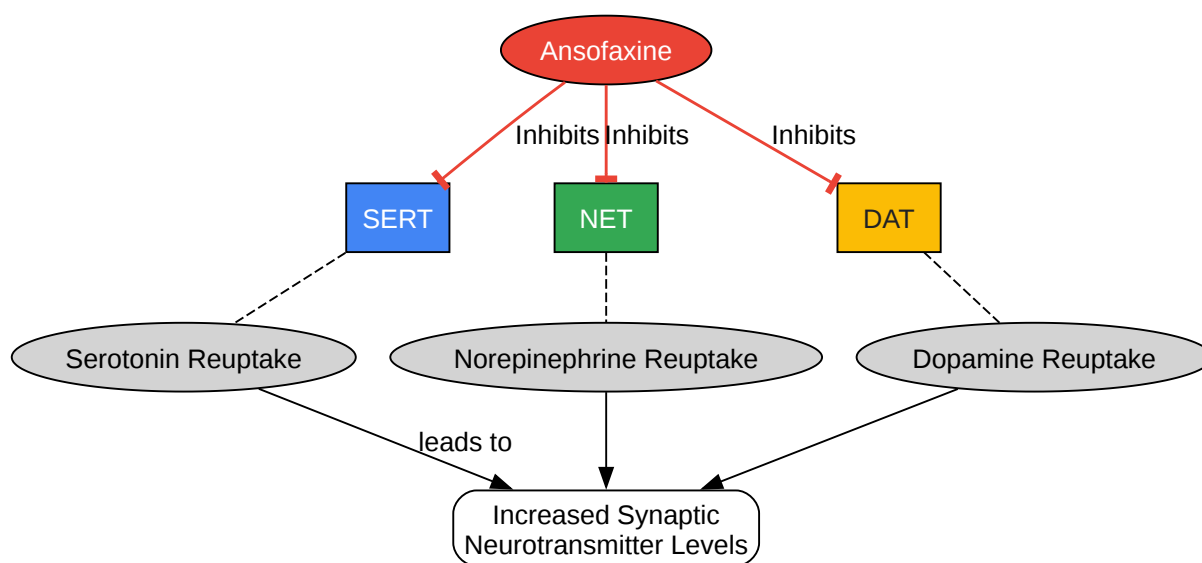 Ansofaxine
Inhibits
Inhibits
Inhibits
SERT
NET
DAT
Serotonin Reuptake
Norepinephrine Reuptake
Dopamine Reuptake
leads to
Increased Synaptic
Neurotransmitter Levels